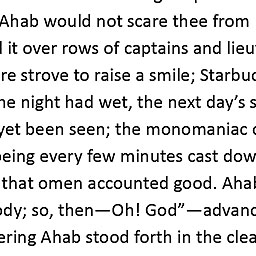 Ahab would not scare thee from
it over rows of captains and lieu
re strove to raise a smile; Starbuc
he night had wet, the next day’s s
yet been seen; the monomaniac
being every few minutes cast dow
that omen accounted good. Aha
ody; so, then—Oh! God”—advanc
ering Ahab stood forth in the clea